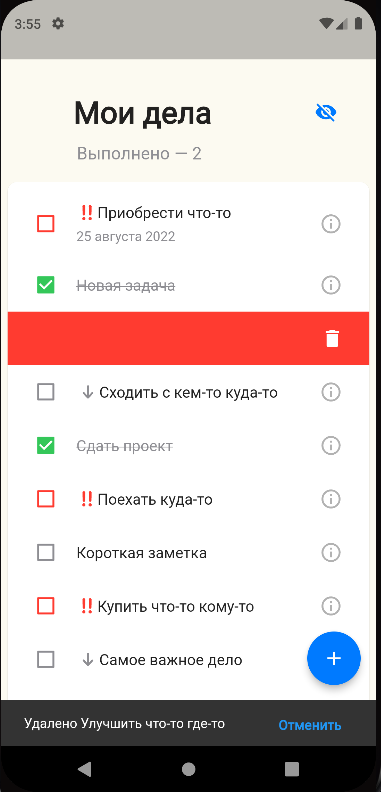 3:55
Мои дела
Выполнено — 2
‼Приобрести что-то
25 августа 2022
Новая задача
↓ Сходить с кем-то куда-то
Сдать проект
‼Поехать куда-то
Короткая заметка
‼Купить что-то кому-то
↓ Самое важное дело
Удалено Улучшить что-то где-то Отменить